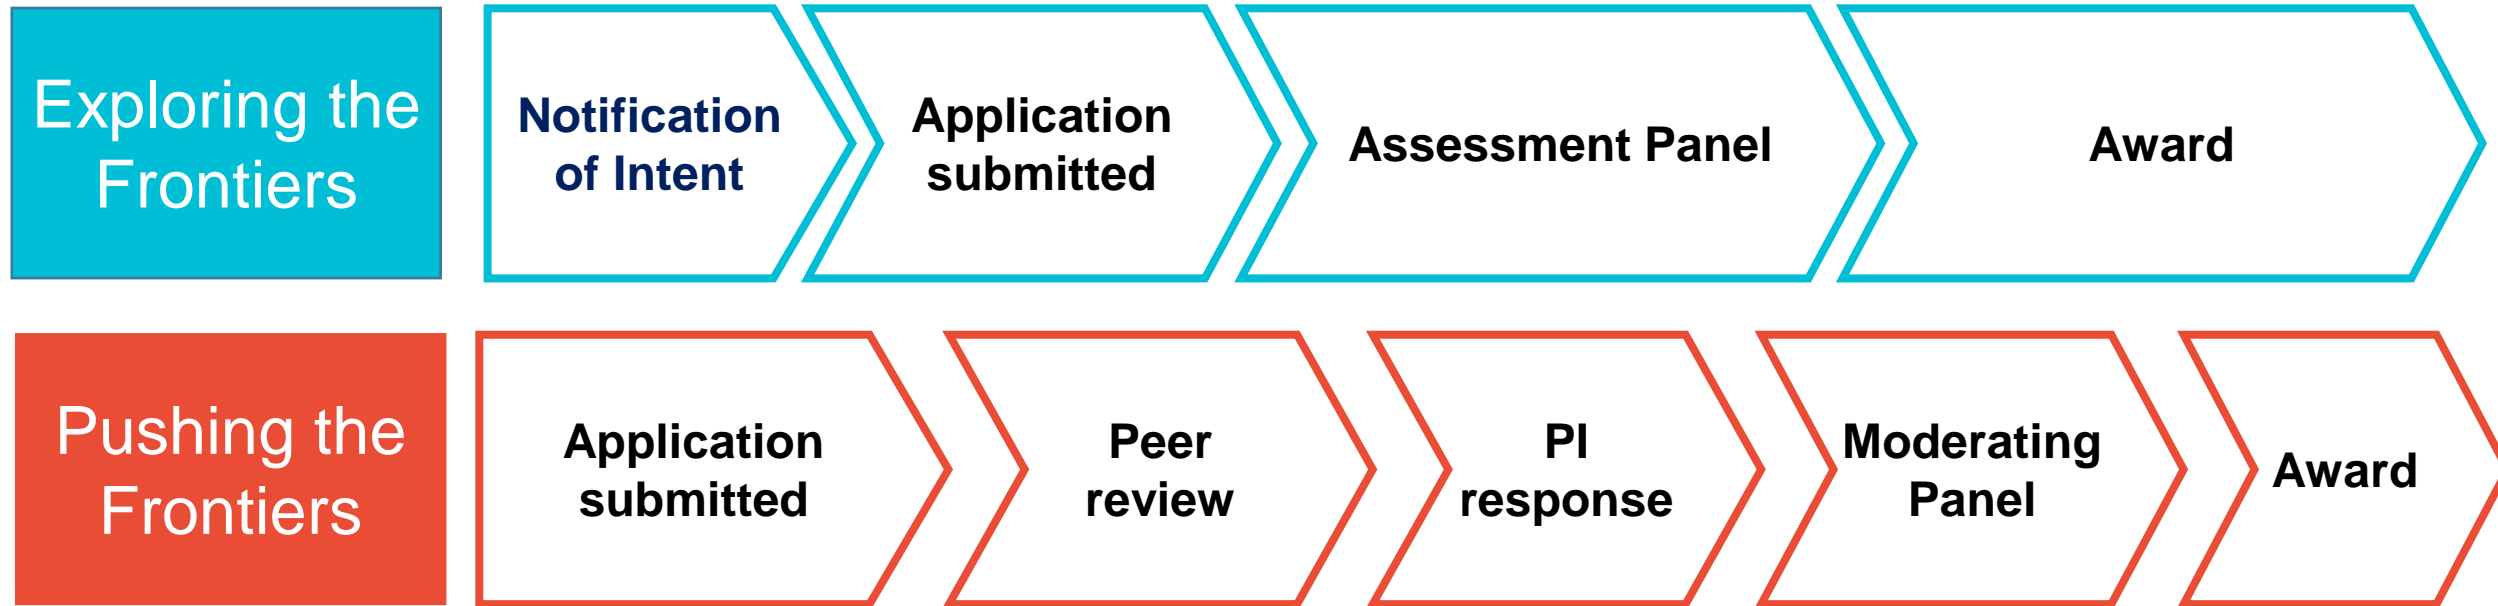 Exploring the
Frontiers
Notification
of Intent
Application
submitted
Assessment Panel
Award
Pushing the
Frontiers
Application
submitted
Peer
review
PI
response
Moderating
Panel
Award